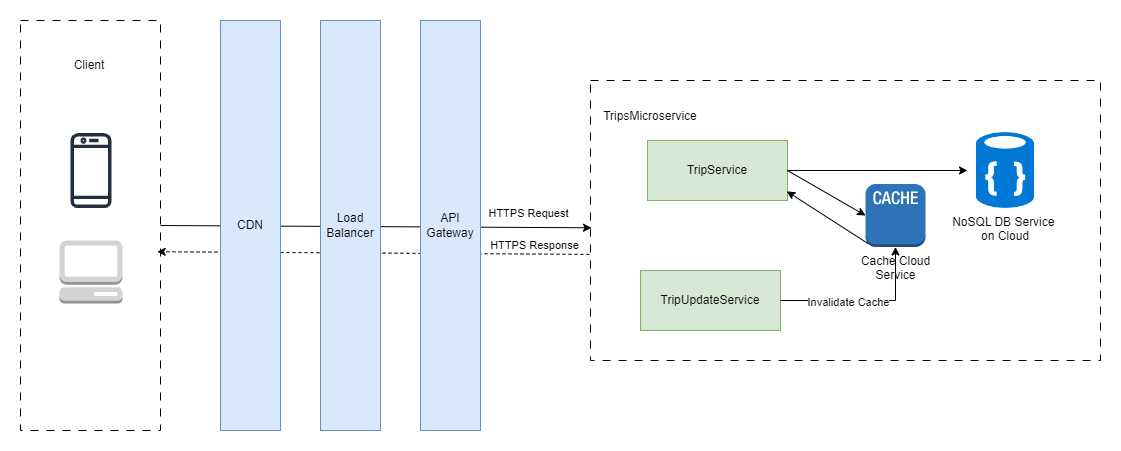 Client
CDN
Load
Balancer
API
Gateway
HTTPS Request
HTTPS Response
TripsMicroservice
TripService
CACHE
Cache Cloud
Service
{ }
NoSQL DB Service
on Cloud
TripUpdateService
Invalidate Cache